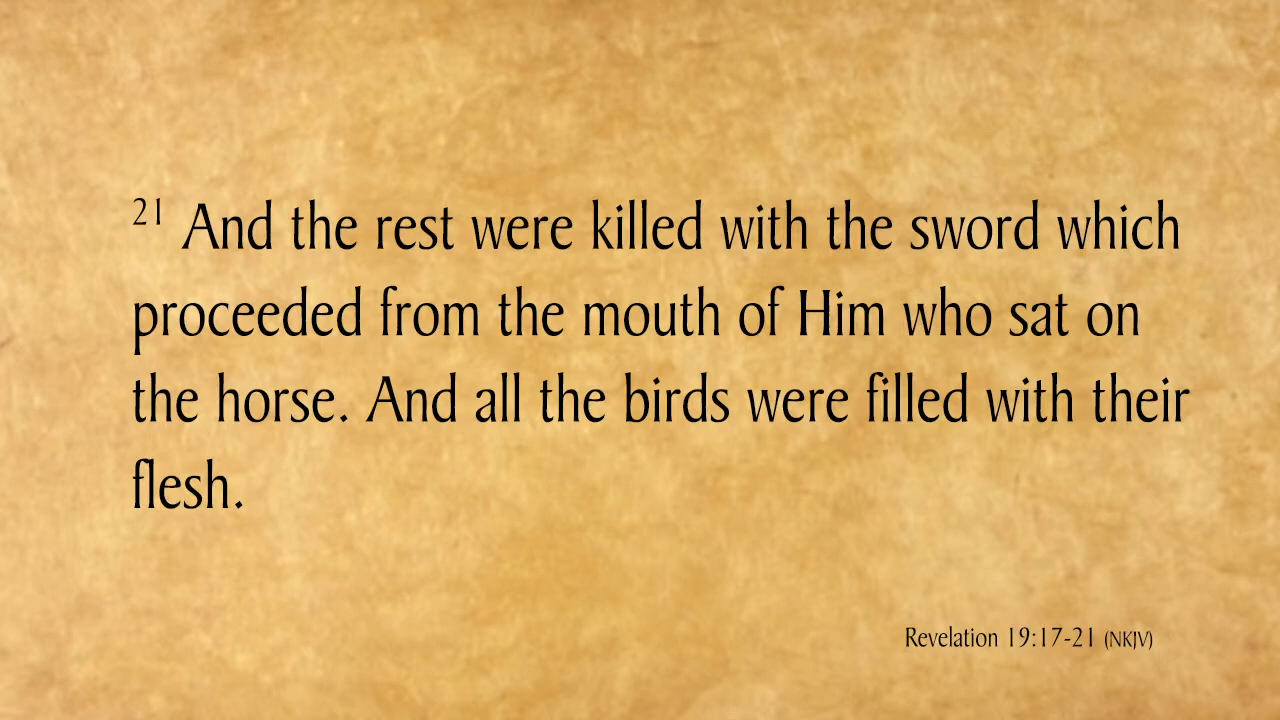 21 And the rest were killed with the sword which
proceeded from the mouth of Him who sat on
the horse. And all the birds were filled with their
flesh.
Revelation 19:17-21 (NKJV)